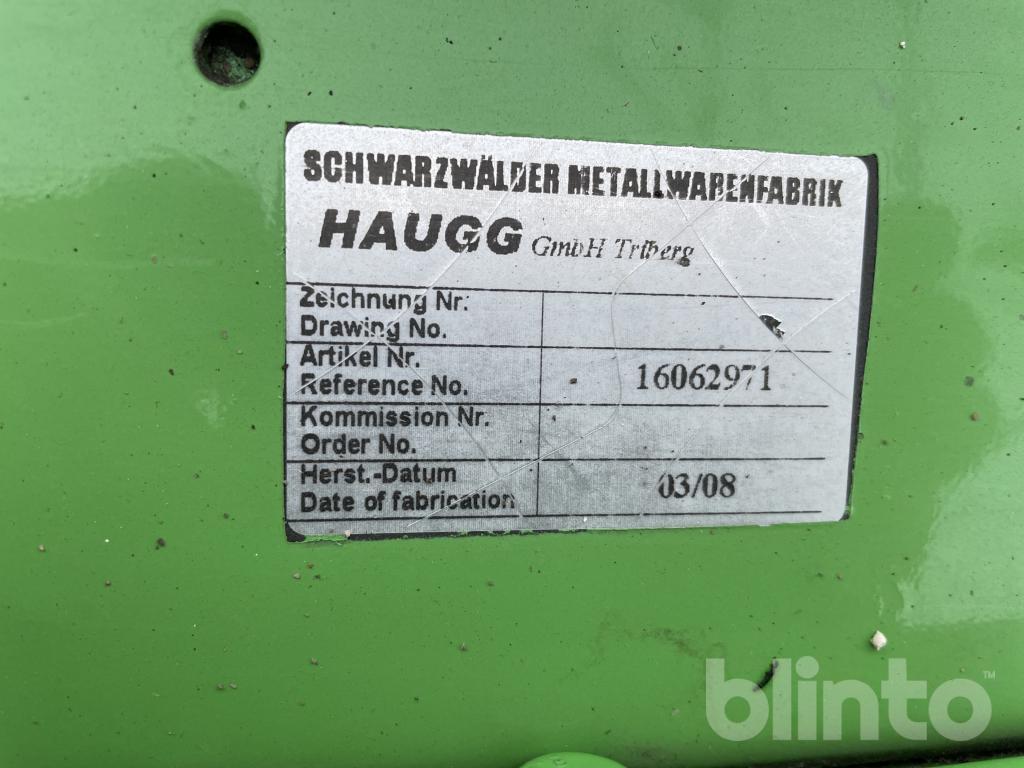 SCHWARZWÄLDER METALLWARENFABRIK
HAUGG GmbH Triberg
Zeichnung Nr.
Drawing No.
Artikel Nr.
Reference No.
16062971
Kommission Nr.
Order No.
Herst.-Datum
Date of fabrication
03/08
blinto™